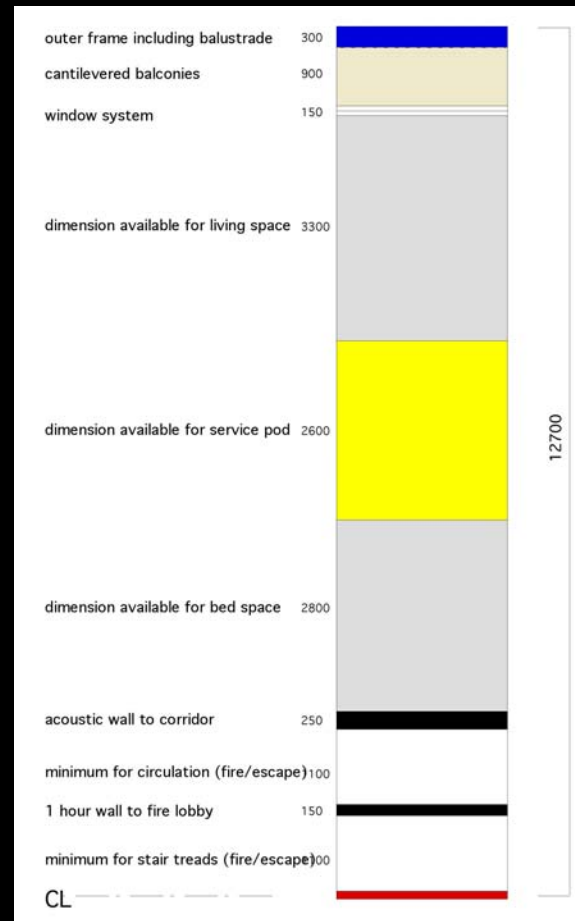 outer frame including balustrade 300
cantilevered balconies 900
window system 150
dimension available for living space 3300
dimension available for service pod 2600
12700
dimension available for bed space 2800
acoustic wall to corridor 250
minimum for circulation (fire/escape) 1100
1 hour wall to fire lobby 150
minimum for stair treads (fire/escape)
CL